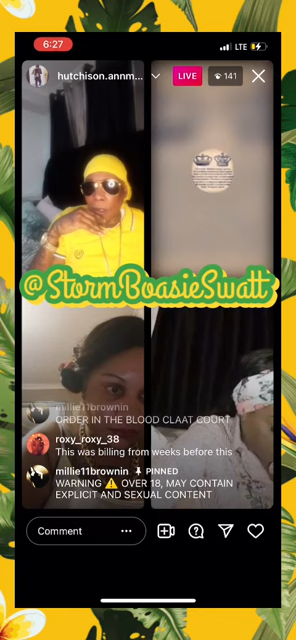 6:27
LTE
hutchison.annm...
LIVE
141
@StormBoasieSwatt
millie11brownin
ORDER IN THE BLOOD CLAAT COURT
roxy_roxy_38
This was billing from weeks before this
millie11brownin PINNED
WARNING ⚠️ OVER 18, MAY CONTAIN
EXPLICIT AND SEXUAL CONTENT
Comment